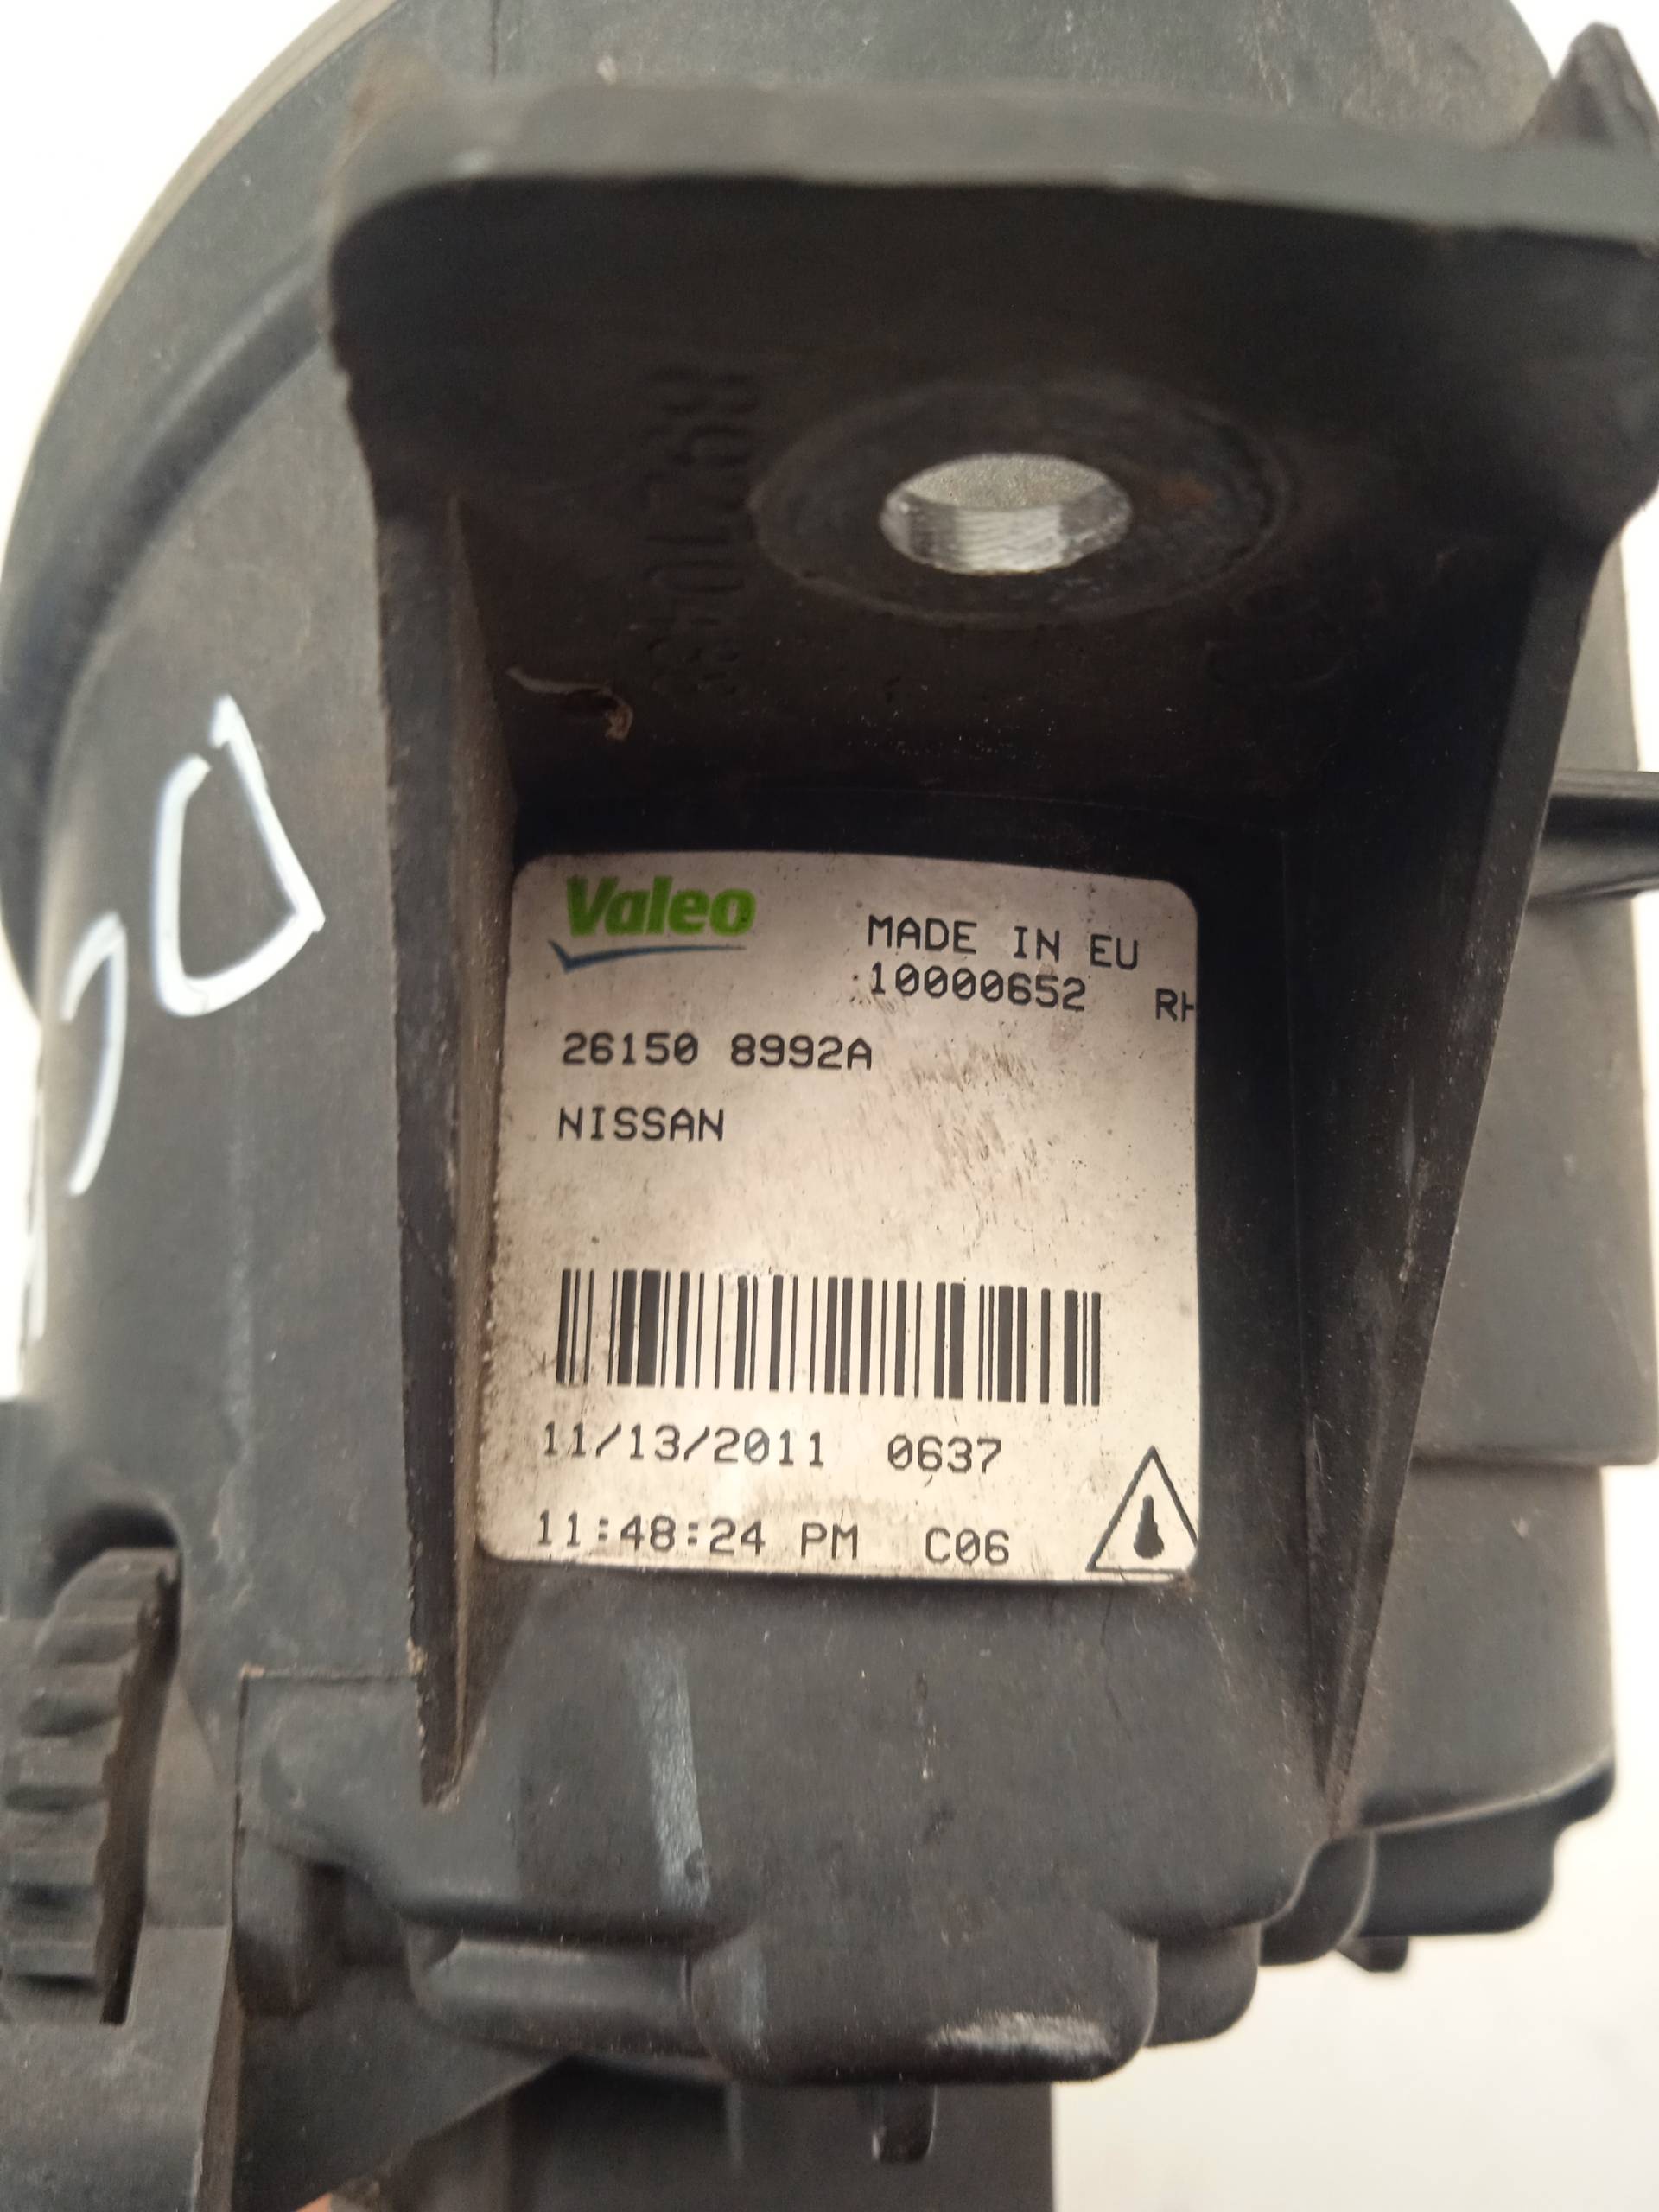 Valeo
MADE IN EU
10000652 RH
26150 8992A
NISSAN
11/13/2011 0637
11:48:24 PM C06